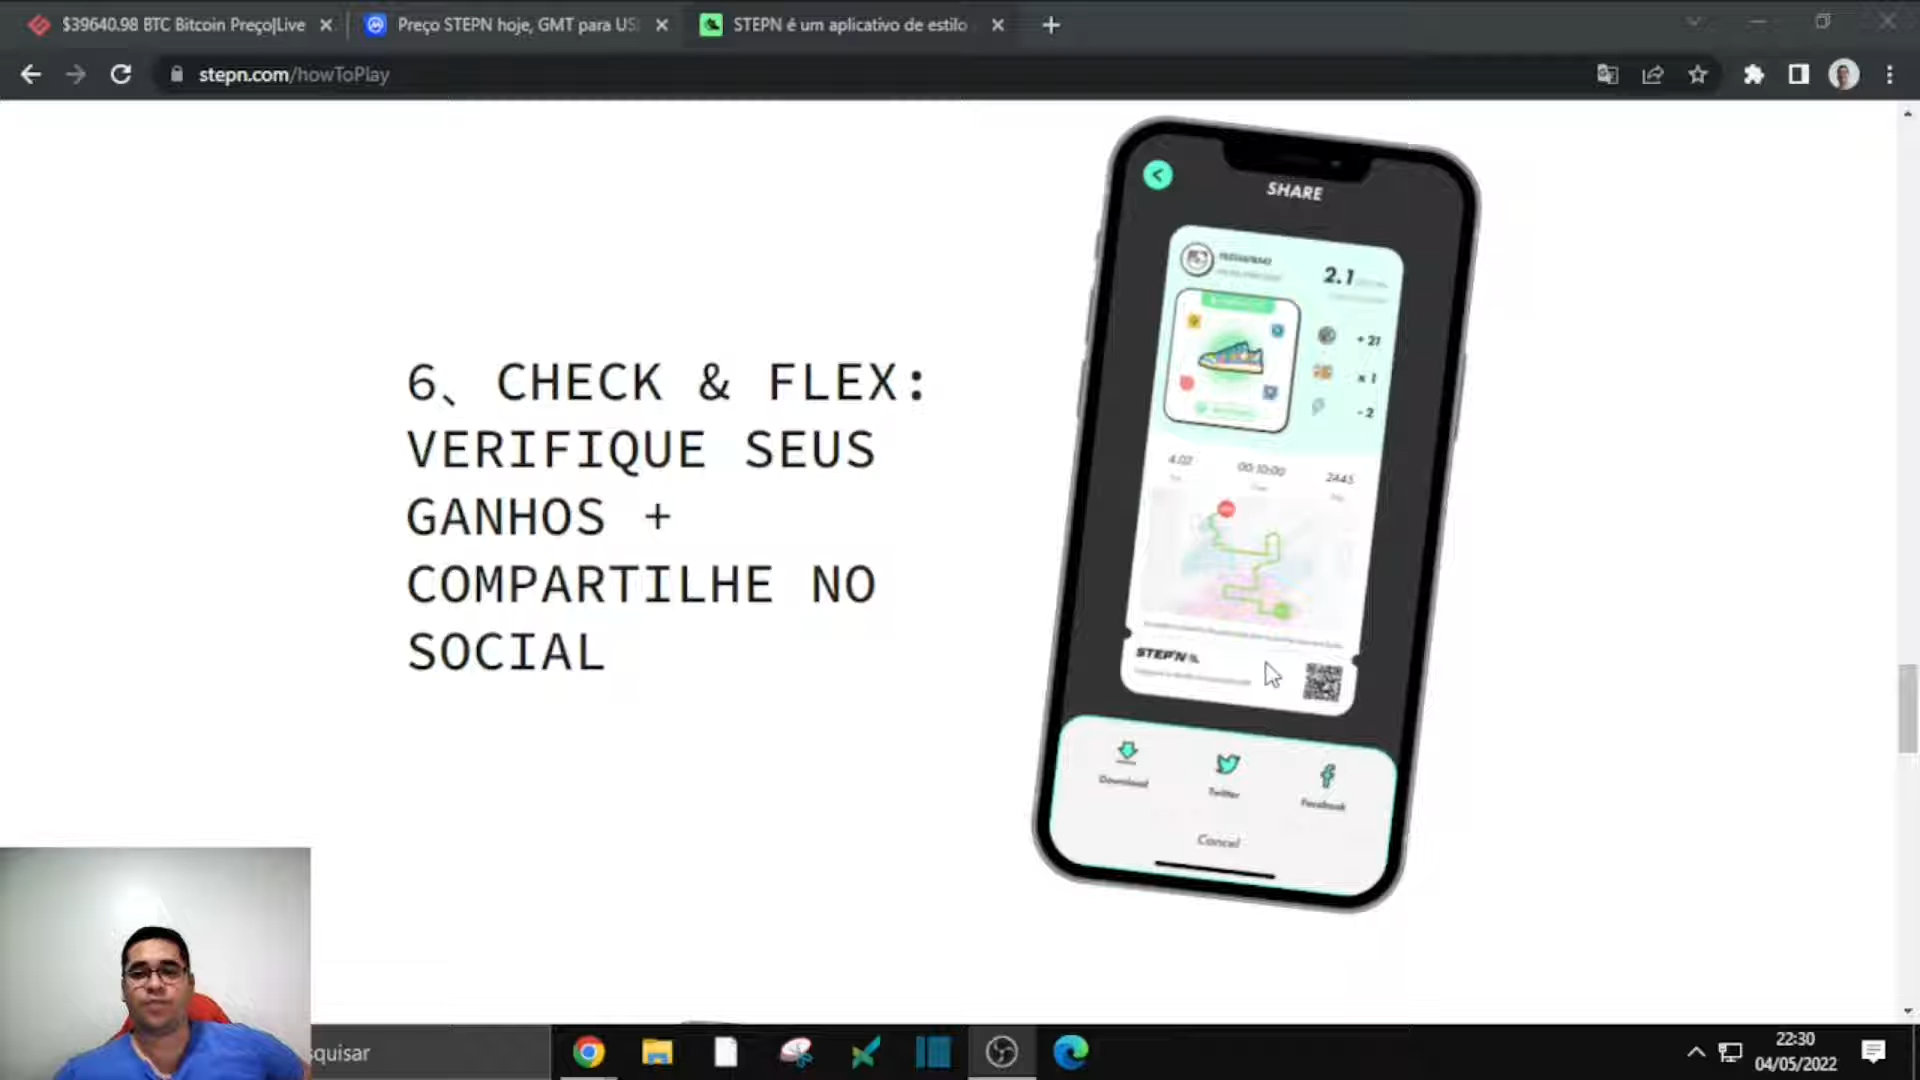 $39640.98 BTC Bitcoin Preço|Live
Preço STEPN hoje, GMT para US
STEPN é um aplicativo de estilo
stepn.com/howToPlay
SHARE
2.1
+ 21
x 1
- 2
4.02
00:10:00
2445
6、CHECK & FLEX:
VERIFIQUE SEUS
GANHOS +
COMPARTILHE NO
SOCIAL
STEP'N
Download
Twitter
Facebook
Cancel
squisar
22:30
04/05/2022